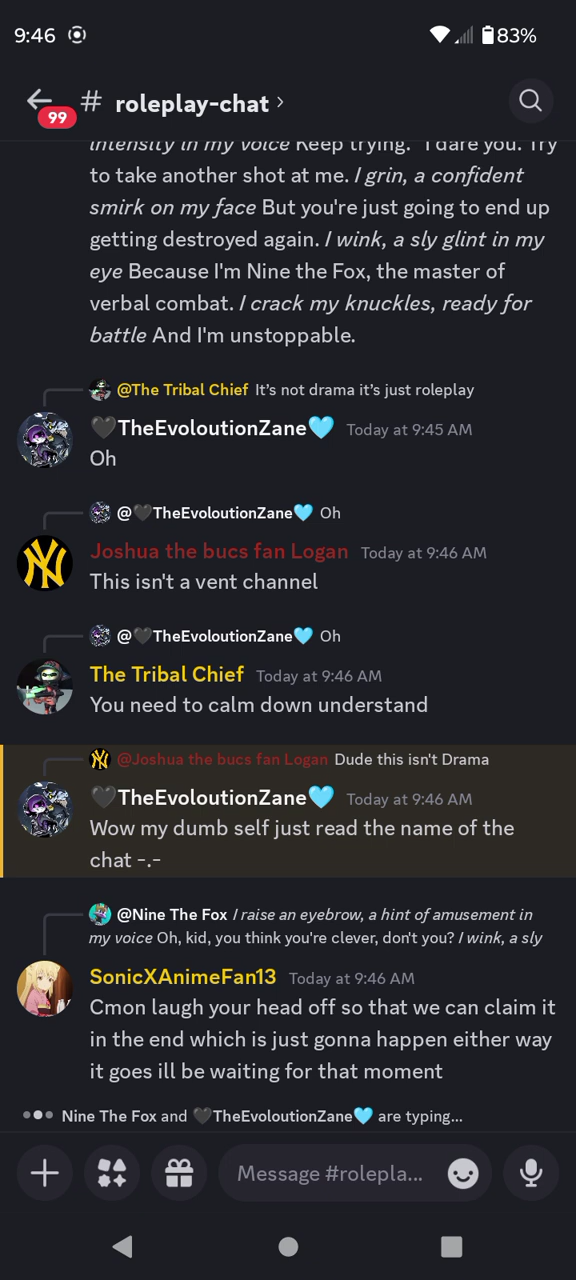 9:46 83%
99 # roleplay-chat ›
intensity in my voice Keep trying. I dare you. Try
to take another shot at me. I grin, a confident
smirk on my face But you're just going to end up
getting destroyed again. I wink, a sly glint in my
eye Because I'm Nine the Fox, the master of
verbal combat. I crack my knuckles, ready for
battle And I'm unstoppable.
@The Tribal Chief It’s not drama it’s just roleplay
🖤TheEvoloutionZane🩵 Today at 9:45 AM
Oh
@🖤TheEvoloutionZane🩵 Oh
NY
Joshua the bucs fan Logan Today at 9:46 AM
This isn't a vent channel
@🖤TheEvoloutionZane🩵 Oh
The Tribal Chief Today at 9:46 AM
You need to calm down understand
@Joshua the bucs fan Logan Dude this isn't Drama
🖤TheEvoloutionZane🩵 Today at 9:46 AM
Wow my dumb self just read the name of the
chat -.-
@Nine The Fox I raise an eyebrow, a hint of amusement in
my voice Oh, kid, you think you're clever, don't you? I wink, a sly
SonicXAnimeFan13 Today at 9:46 AM
Cmon laugh your head off so that we can claim it
in the end which is just gonna happen either way
it goes ill be waiting for that moment
Nine The Fox and 🖤TheEvoloutionZane🩵 are typing...
Message #rolepla...